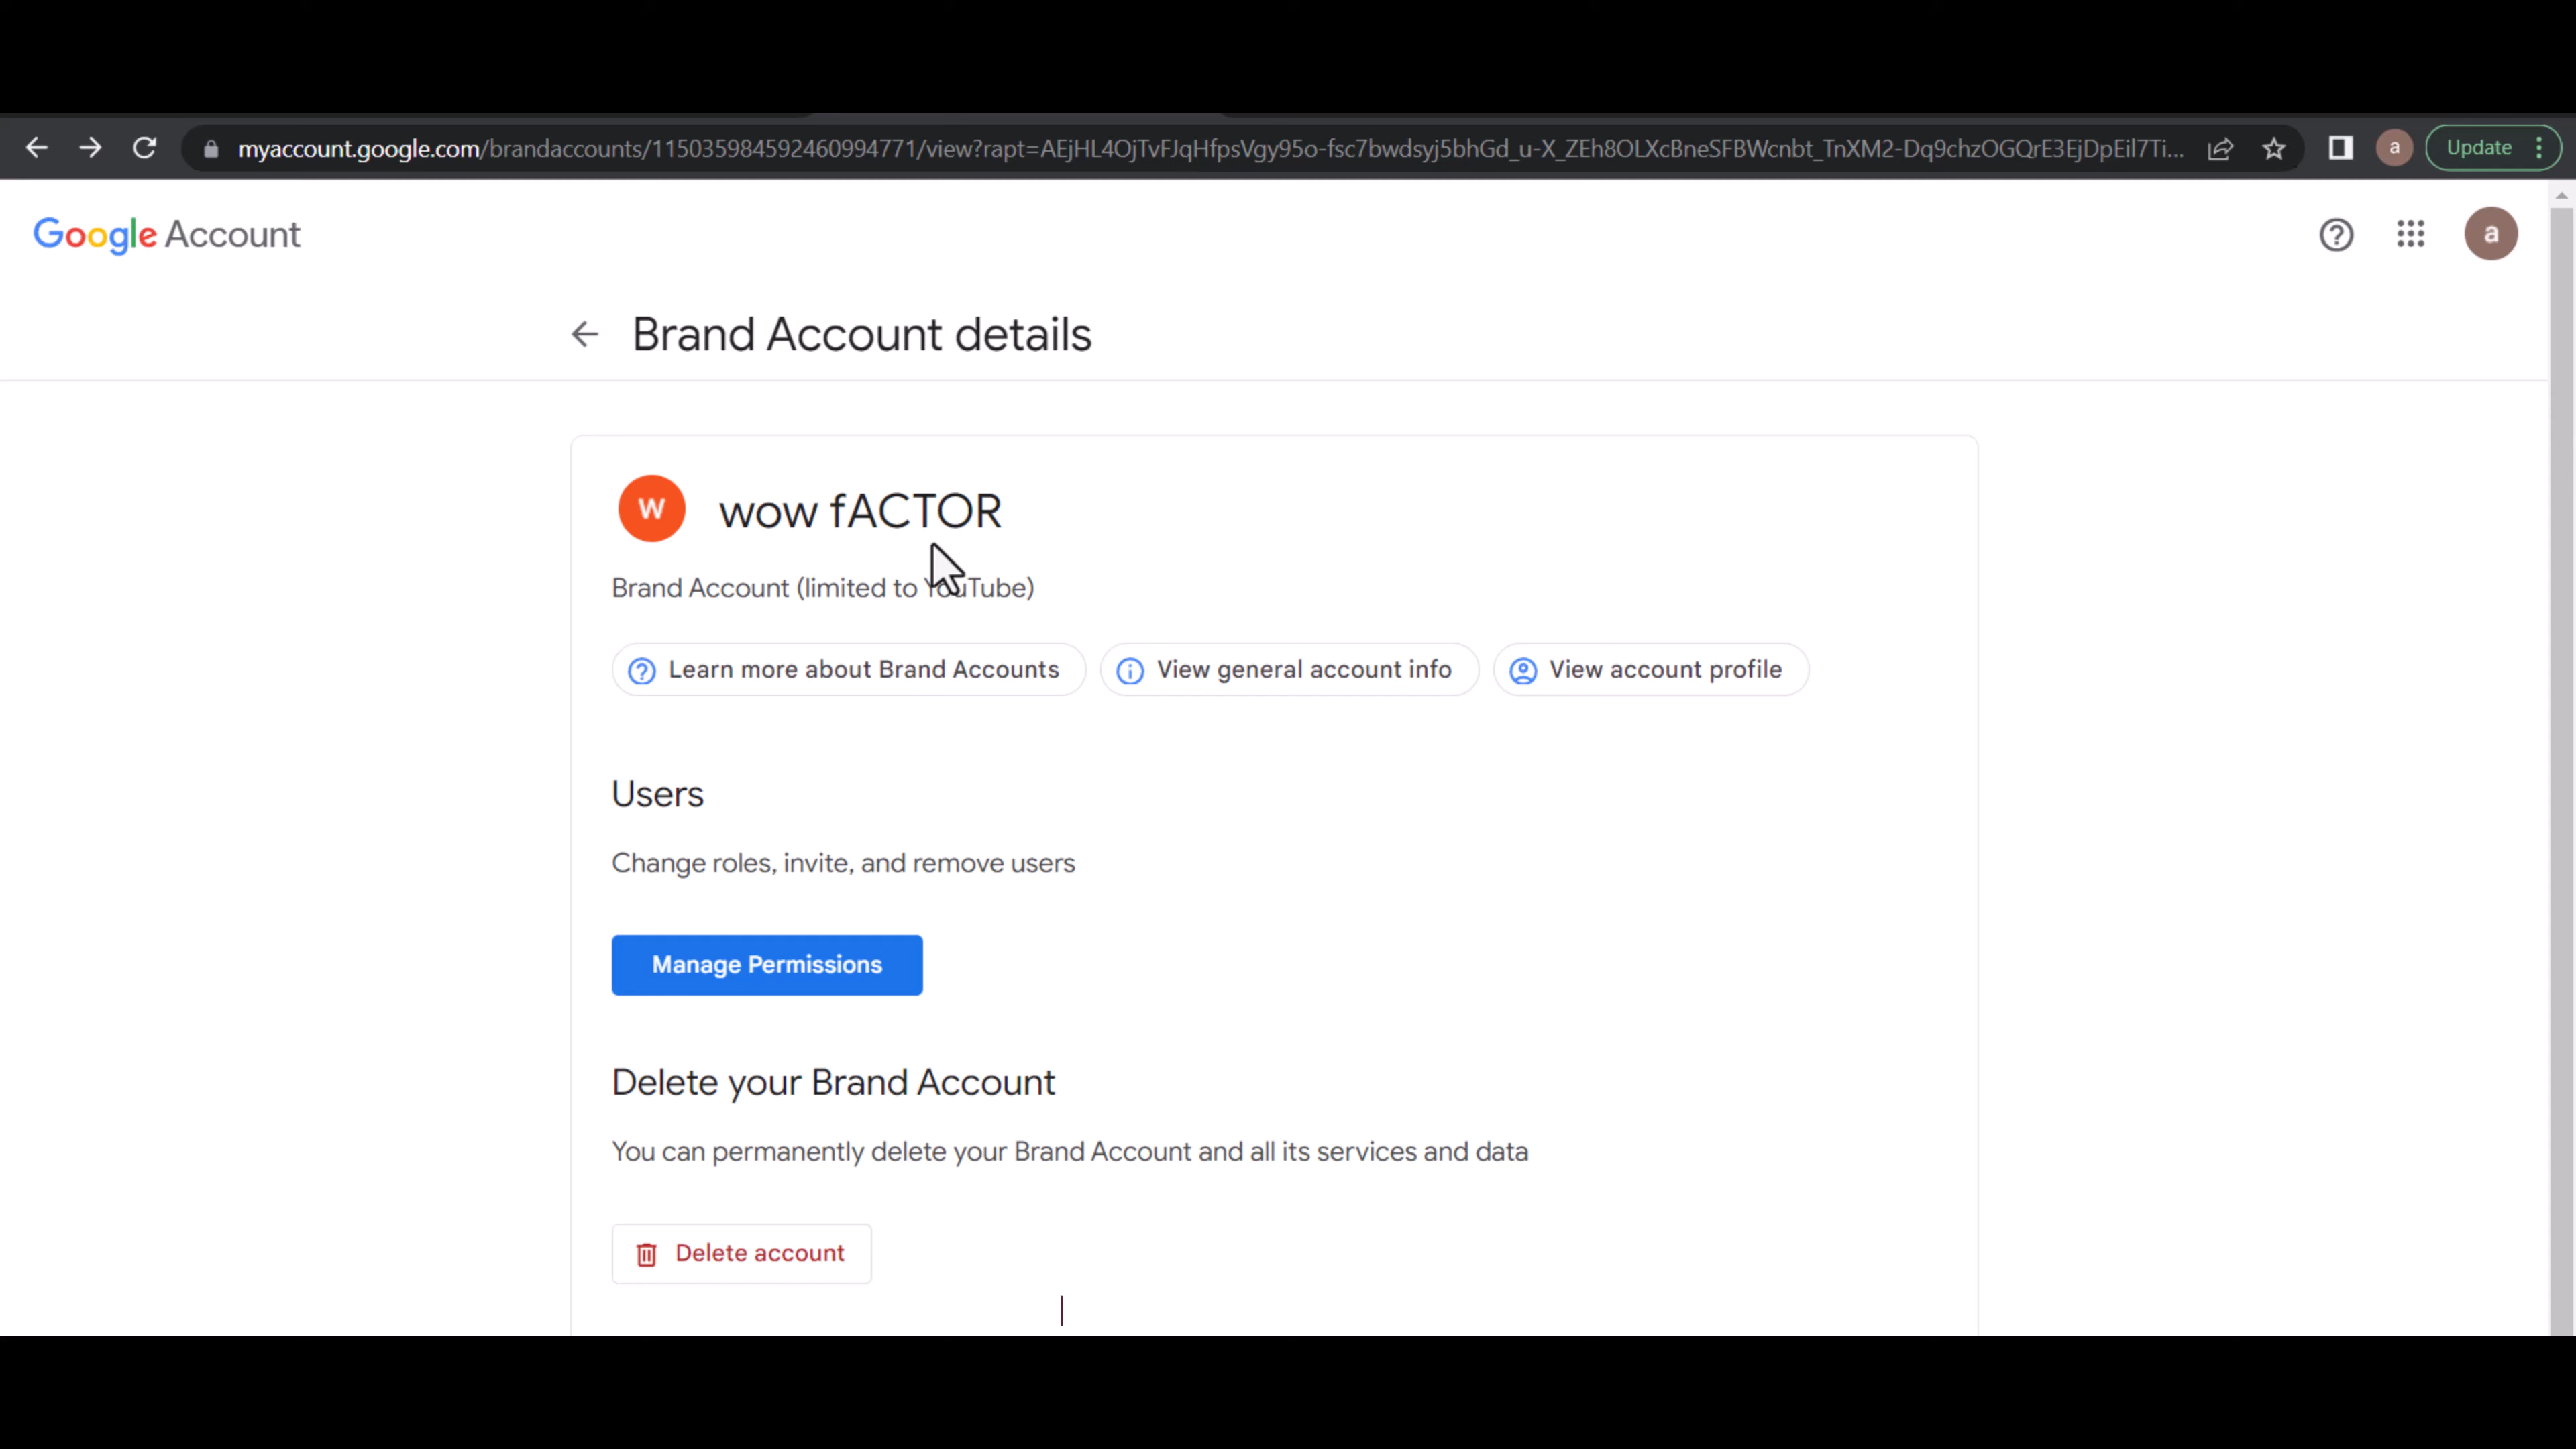 myaccount.google.com/brandaccounts/115035984592460994771/view?rapt=AEjHL4OjTvFJqHfpsVgy95o-fsc7bwdsyj5bhGd_u-X_ZEh8OLXcBneSFBWcnbt_TnXM2-Dq9chzOGQrE3EjDpEil7Ti... a Update
Google Account a
Brand Account details
W wow fACTOR
Brand Account (limited to YouTube)
Learn more about Brand Accounts View general account info View account profile
Users
Change roles, invite, and remove users
Manage Permissions
Delete your Brand Account
You can permanently delete your Brand Account and all its services and data
Delete account